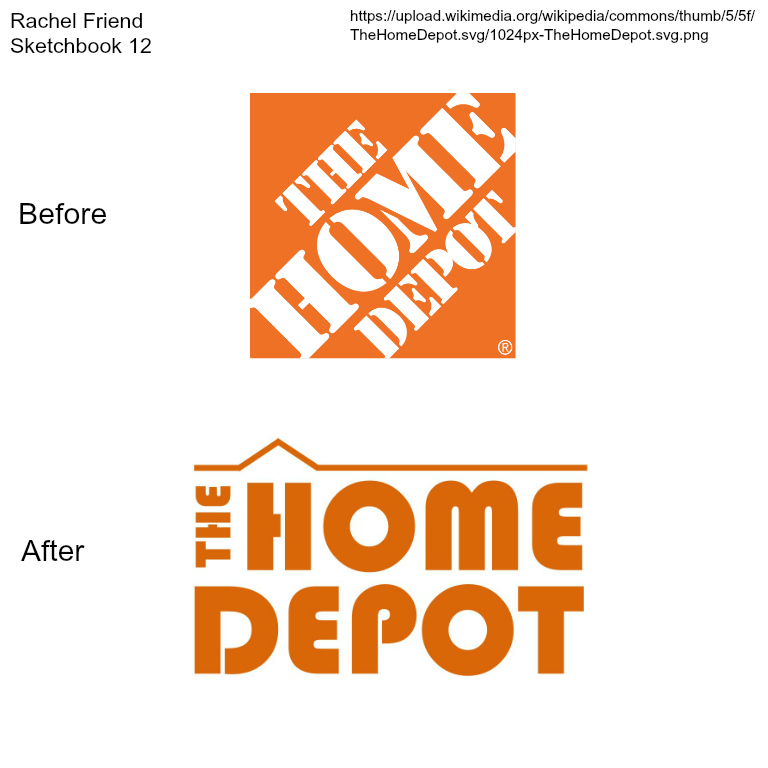 Rachel Friend
Sketchbook 12
https://upload.wikimedia.org/wikipedia/commons/thumb/5/5f/
TheHomeDepot.svg/1024px-TheHomeDepot.svg.png
Before
THE
HOME
DEPOT
®
After
THE
HOME
DEPOT